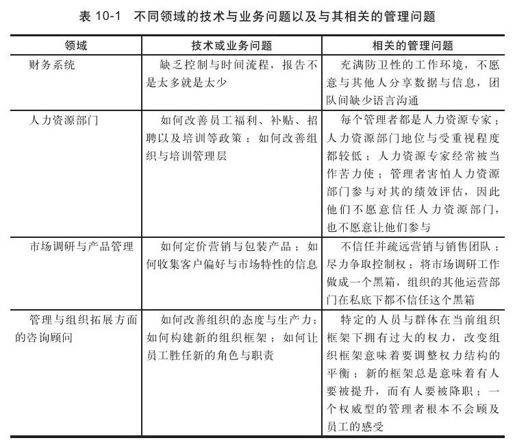 表 10-1 不同领域的技术与业务问题以及与其相关的管理问题
领域
技术或业务问题
相关的管理问题
财务系统
缺乏控制与时间流程，报告不
是太多就是太少
充满防卫性的工作环境，不愿
意与其他人分享数据与信息，团
队间缺少语言沟通
人力资源部门
如何改善员工福利、补贴、招
聘以及培训等政策；如何改善组
织与培训管理层
每个管理者都是人力资源专家；
人力资源部门地位与受重视程度
都较低；人力资源专家经常被当
作苦力使；管理者害怕人力资源
部门参与对其的绩效评估，因此
他们不愿意信任人力资源部门，
也不愿意让他们参与
市场调研与产品管理
如何定价营销与包装产品；如
何收集客户偏好与市场特性的信息
不信任并疏远营销与销售团队；
尽力争取控制权；将市场调研工作
做成一个黑箱，组织的其他运营部
门在私底下都不信任这个黑箱
管理与组织拓展方面
的咨询顾问
如何改善组织的态度与生产力；
如何构建新的组织框架；如何让
员工胜任新的角色与职责
特定的人员与群体在当前组织
框架下拥有过大的权力，改变组
织框架意味着要调整权力结构的
平衡；新的框架总是意味着有人
要被提升，而有人要被降职；一
个权威型的管理者根本不会顾及
员工的感受